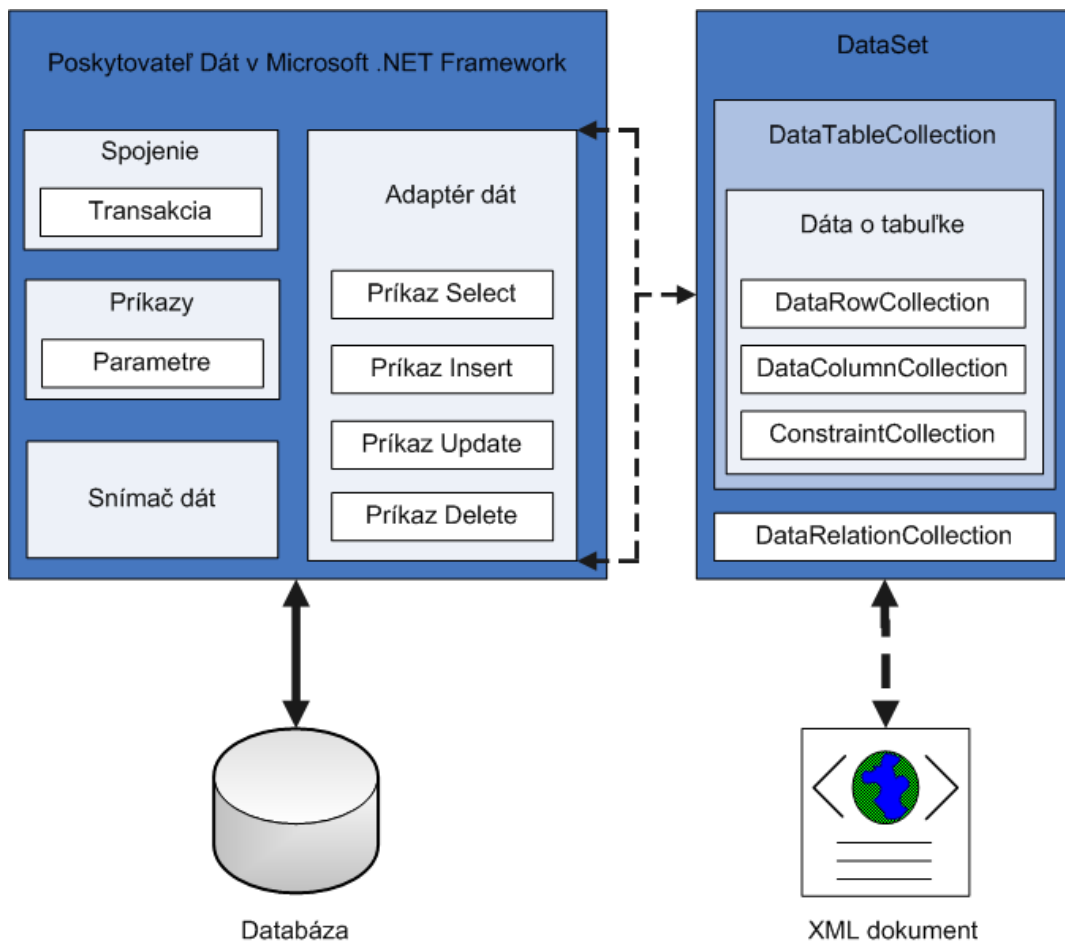 Poskytovateľ Dát v Microsoft .NET Framework
Spojenie
Transakcia
Príkazy
Parametre
Snímač dát
Adaptér dát
Príkaz Select
Príkaz Insert
Príkaz Update
Príkaz Delete
DataSet
DataTableCollection
Dáta o tabuľke
DataRowCollection
DataColumnCollection
ConstraintCollection
DataRelationCollection
Databáza
XML dokument